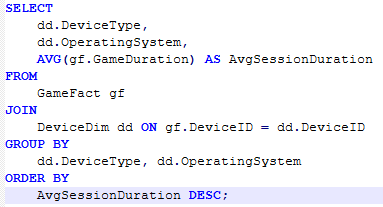 SELECT
    dd.DeviceType,
    dd.OperatingSystem,
    AVG(gf.GameDuration) AS AvgSessionDuration
FROM
    GameFact gf
JOIN
    DeviceDim dd ON gf.DeviceID = dd.DeviceID
GROUP BY
    dd.DeviceType, dd.OperatingSystem
ORDER BY
    AvgSessionDuration DESC;